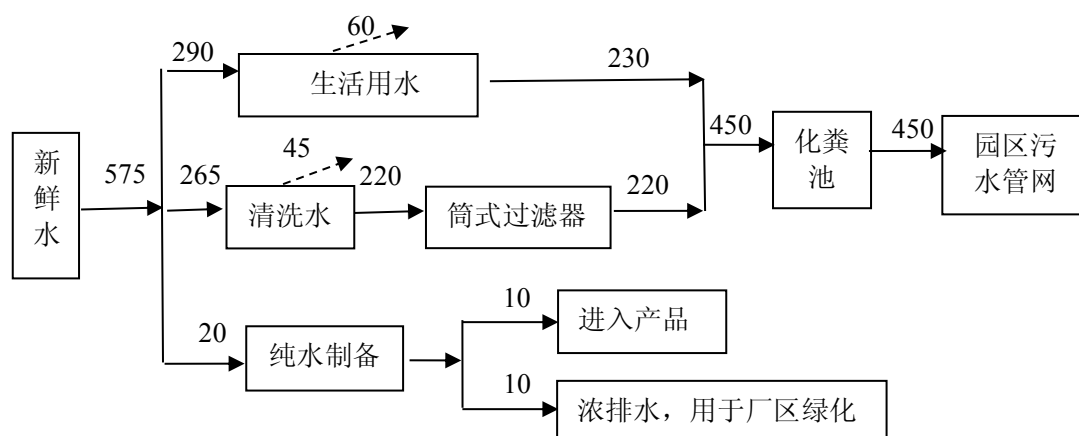 60
290
生活用水
230
新鲜水
575
45
265
清洗水
220
筒式过滤器
220
450
化粪
池
450
园区污
水管网
20
纯水制备
10
进入产品
10
浓排水，用于厂区绿化